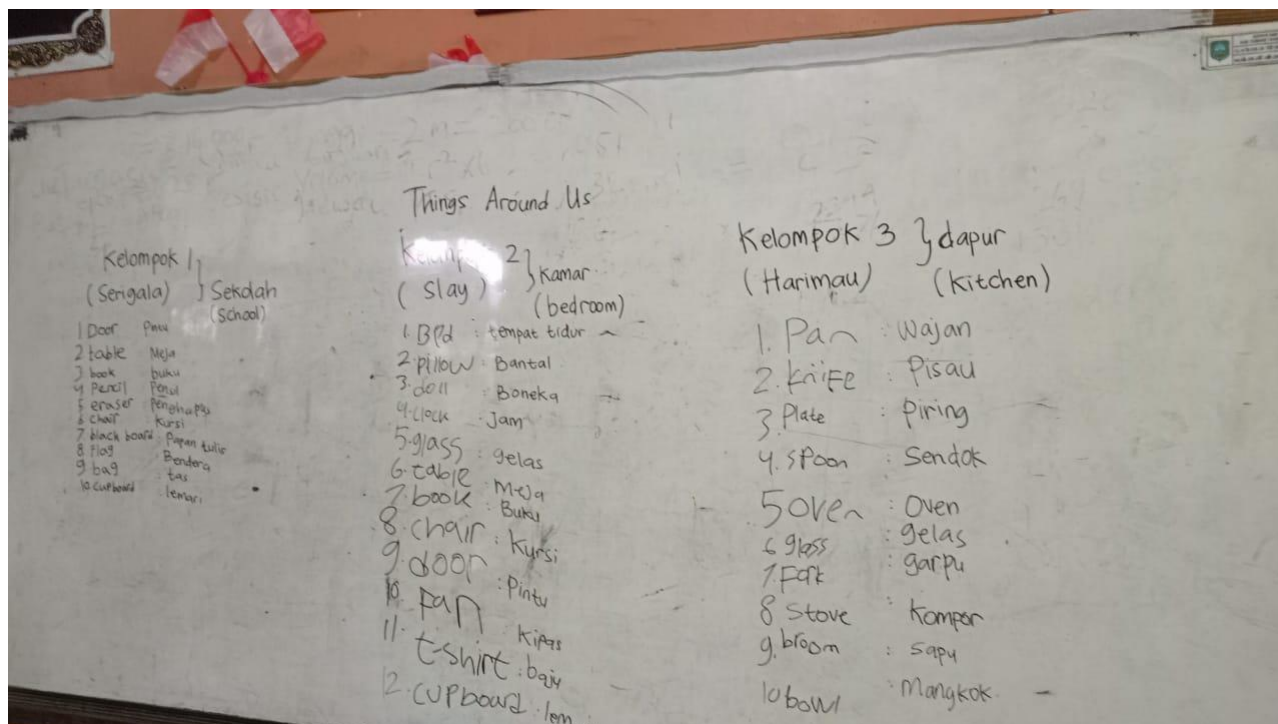 Things Around Us
Kelompok 1 } Sekolah
(Serigala) (School)
1 Door Pintu
2 table Meja
3 book buku
4 Pencil Pensil
5 eraser Penghapus
6 chair Kursi
7 black board : Papan tulis
8 Flag : Bendera
9 bag : tas
10 cupboard : lemari
Kelompok 2 } Kamar
(Slay) (bedroom)
1. Bed : tempat tidur
2. pillow : Bantal
3. doll : Boneka
4. clock : Jam
5. glass : gelas
6. table : Meja
7. book : Buku
8. chair : Kursi
9. door : Pintu
10. Fan Kipas
11. t-shirt : baju
12. cupboard : lem
Kelompok 3 } dapur
(Harimau) (Kitchen)
1. Pan : Wajan
2. knife : Pisau
3. Plate : Piring
4. Spoon : Sendok
5 Oven : Oven
6 glass : gelas
7. Fork : garpu
8 Stove : Kompor
9. broom : Sapu
10 bowl : Mangkok